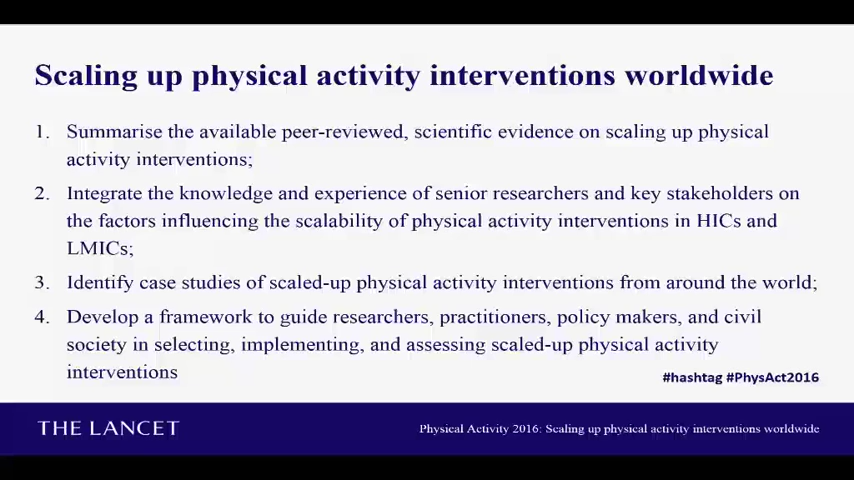 Scaling up physical activity interventions worldwide
1. Summarise the available peer-reviewed, scientific evidence on scaling up physical
activity interventions;
2. Integrate the knowledge and experience of senior researchers and key stakeholders on
the factors influencing the scalability of physical activity interventions in HICs and
LMICs;
3. Identify case studies of scaled-up physical activity interventions from around the world;
4. Develop a framework to guide researchers, practitioners, policy makers, and civil
society in selecting, implementing, and assessing scaled-up physical activity
interventions
#hashtag #PhysAct2016
THE LANCET
Physical Activity 2016: Scaling up physical activity interventions worldwide